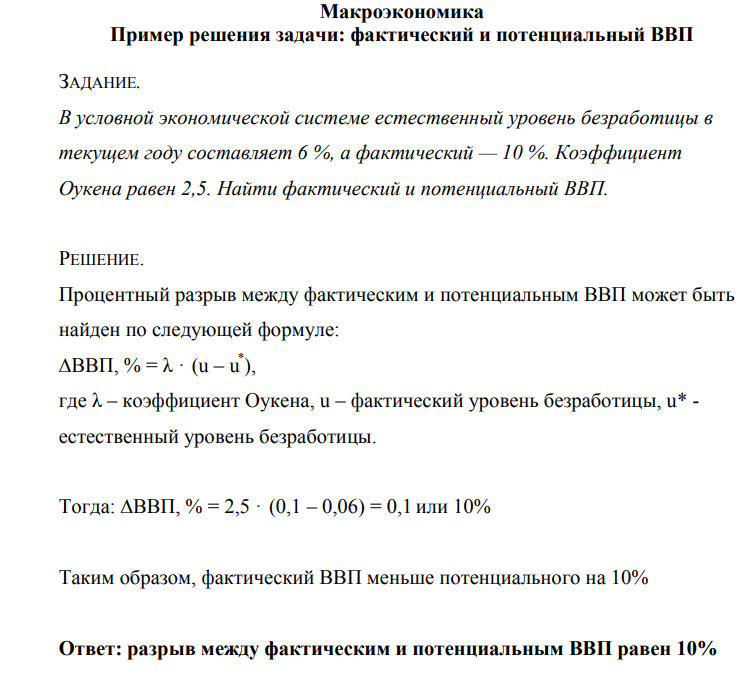 Макроэкономика
Пример решения задачи: фактический и потенциальный ВВП
ЗАДАНИЕ.
В условной экономической системе естественный уровень безработицы в
текущем году составляет 6 %, а фактический — 10 %. Коэффициент
Оукена равен 2,5. Найти фактический и потенциальный ВВП.
РЕШЕНИЕ.
Процентный разрыв между фактическим и потенциальным ВВП может быть
найден по следующей формуле:
∆ВВП, % = λ · (u – u*),
где λ – коэффициент Оукена, u – фактический уровень безработицы, u* -
естественный уровень безработицы.
Тогда: ∆ВВП, % = 2,5 · (0,1 – 0,06) = 0,1 или 10%
Таким образом, фактический ВВП меньше потенциального на 10%
Ответ: разрыв между фактическим и потенциальным ВВП равен 10%